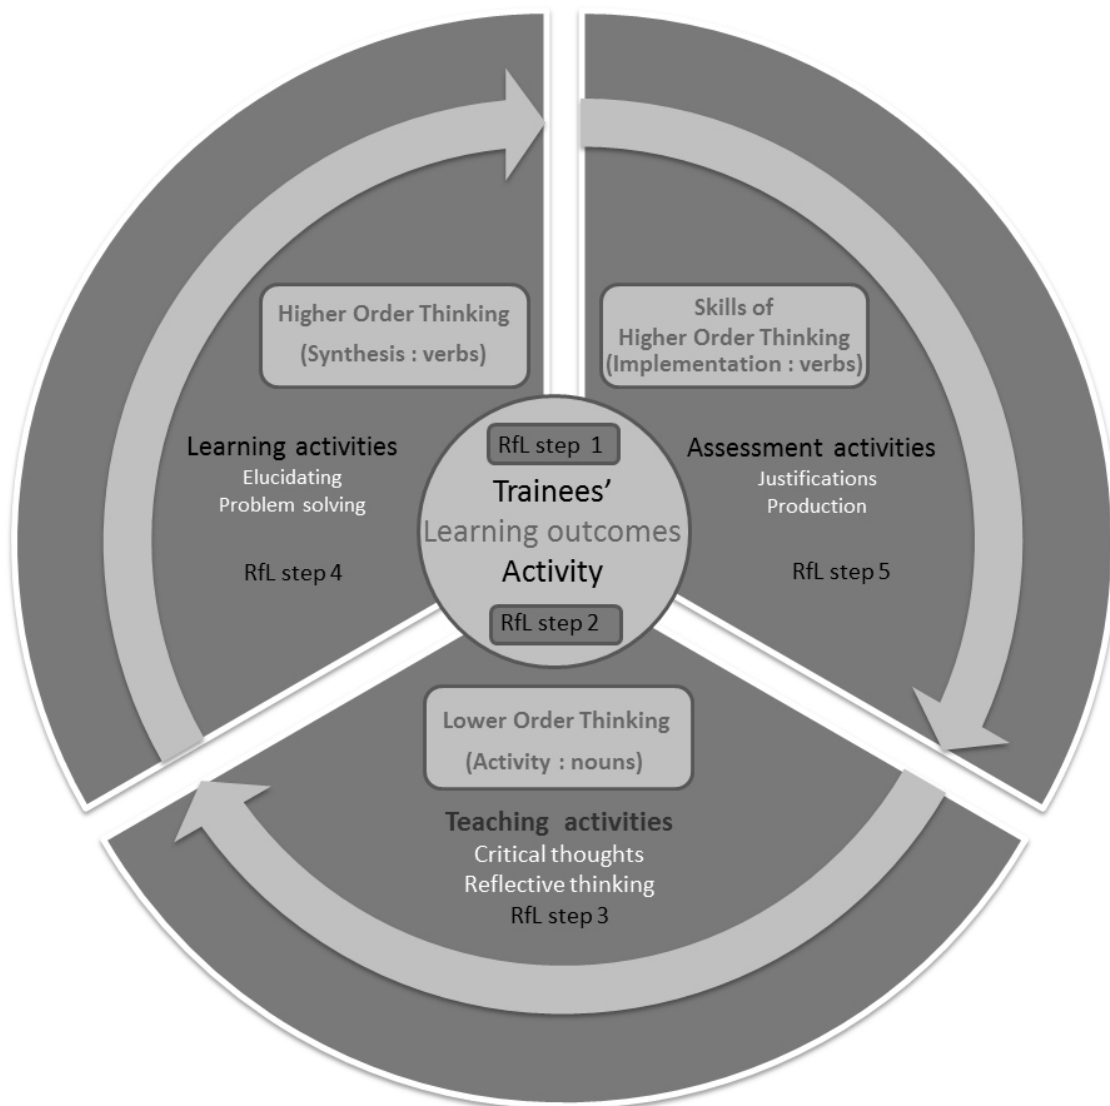 Higher Order Thinking
(Synthesis : verbs)
Learning activities
Elucidating
Problem solving
RfL step 4
Skills of
Higher Order Thinking
(Implementation : verbs)
Assessment activities
Justifications
Production
RfL step 5
RfL step 1
Trainees’
Learning outcomes
Activity
RfL step 2
Lower Order Thinking
(Activity : nouns)
Teaching activities
Critical thoughts
Reflective thinking
RfL step 3